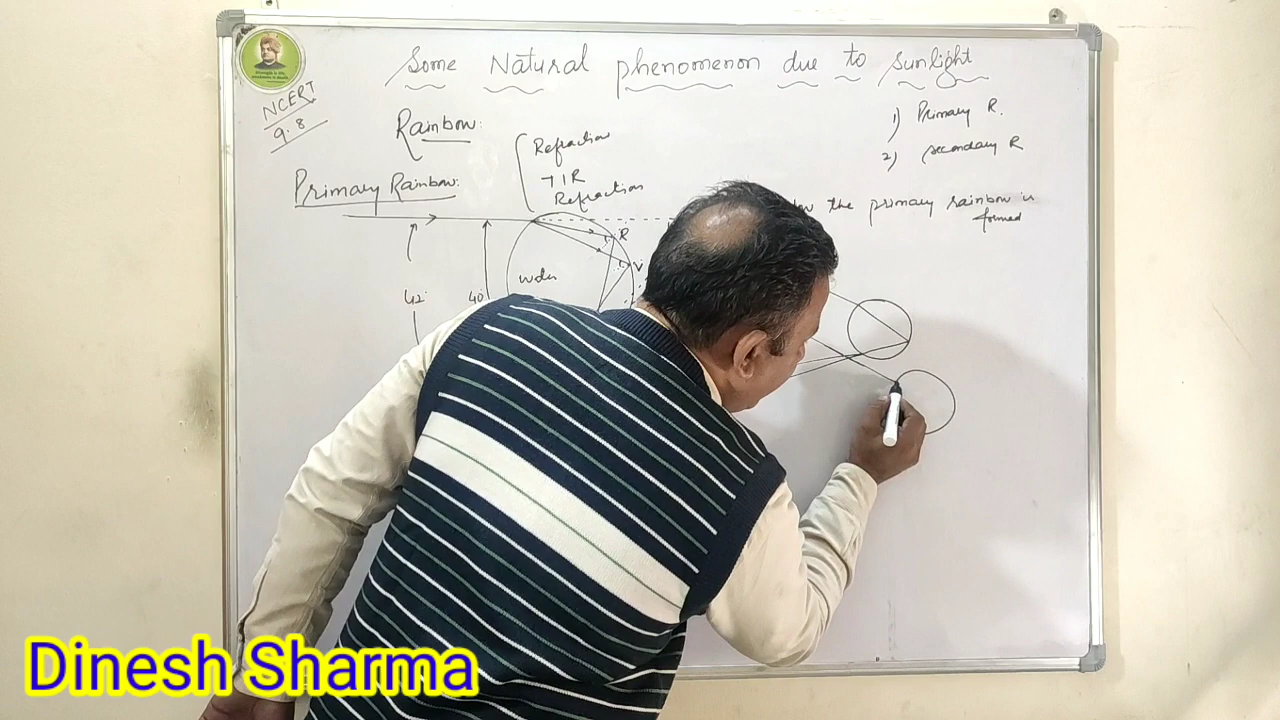 Some Natural phenomenon due to Sunlight
NCERT
9.8
Rainbow:
1) Primary R.
2) Secondary R
Refraction
TIR
Refraction
Primary Rainbow:
the primary rainbow is
formed
R
V
42°
40°
Dinesh Sharma